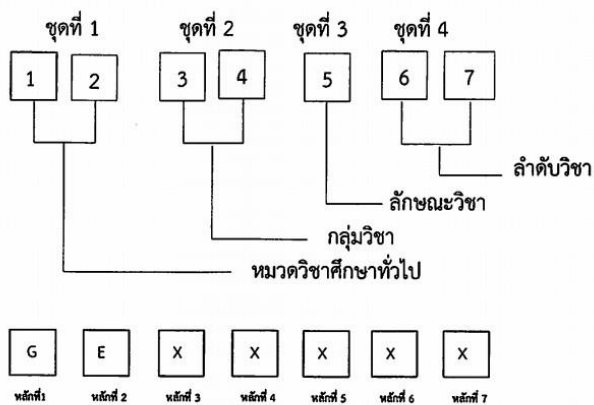 ชุดที่ 1 ชุดที่ 2 ชุดที่ 3 ชุดที่ 4
1 2 3 4 5 6 7
ลำดับวิชา
ลักษณะวิชา
กลุ่มวิชา
หมวดวิชาศึกษาทั่วไป
G E X X X X X
หลักที่1 หลักที่ 2 หลักที่ 3 หลักที่ 4 หลักที่ 5 หลักที่ 6 หลักที่ 7